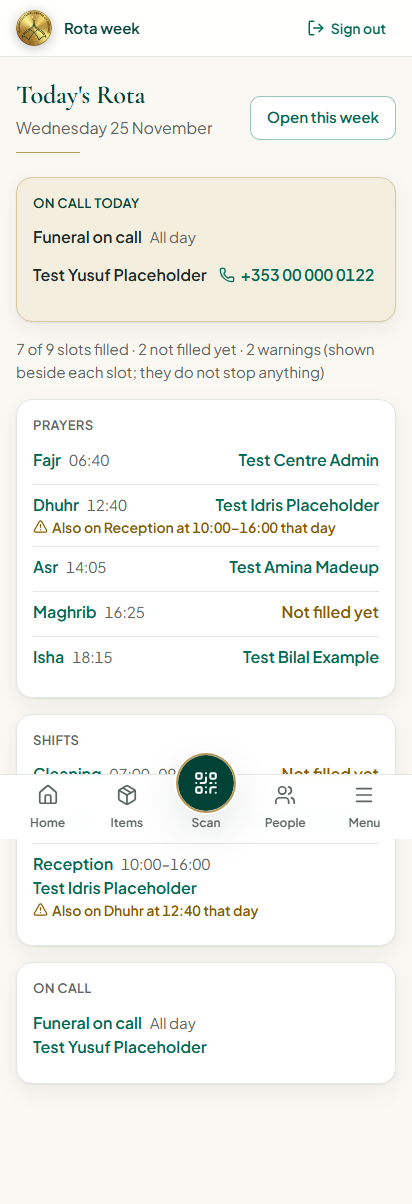 Rota week
Sign out
Today's Rota
Wednesday 25 November
Open this week
ON CALL TODAY
Funeral on call All day
Test Yusuf Placeholder +353 00 000 0122
7 of 9 slots filled · 2 not filled yet · 2 warnings (shown
beside each slot; they do not stop anything)
PRAYERS
Fajr 06:40 Test Centre Admin
Dhuhr 12:40 Test Idris Placeholder
Also on Reception at 10:00–16:00 that day
Asr 14:05 Test Amina Madeup
Maghrib 16:25 Not filled yet
Isha 18:15 Test Bilal Example
SHIFTS
Cleaning Not filled yet
Home Items Scan People Menu
Reception 10:00–16:00
Test Idris Placeholder
Also on Dhuhr at 12:40 that day
ON CALL
Funeral on call All day
Test Yusuf Placeholder